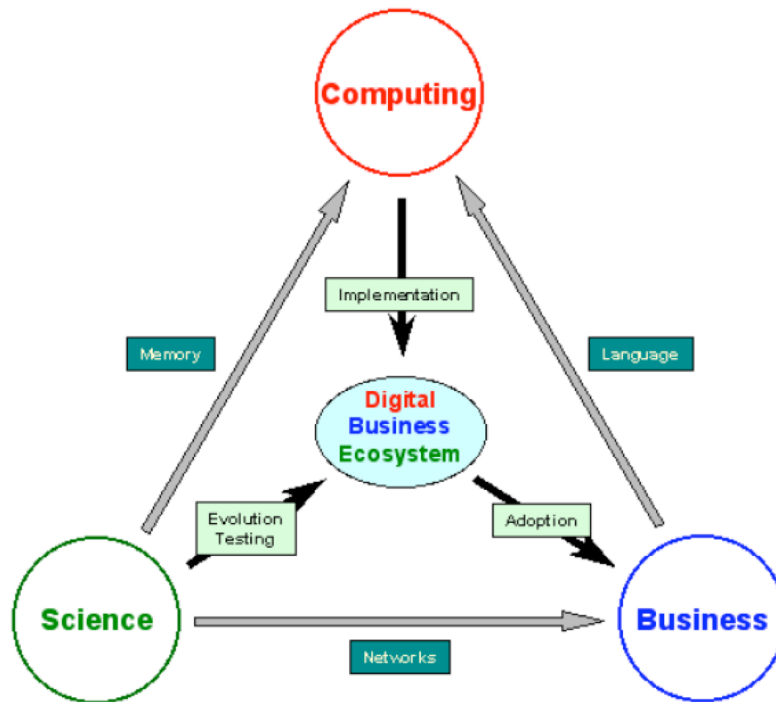 Computing
Implementation
Memory
Language
Digital
Business
Ecosystem
Evolution
Testing
Adoption
Science
Business
Networks